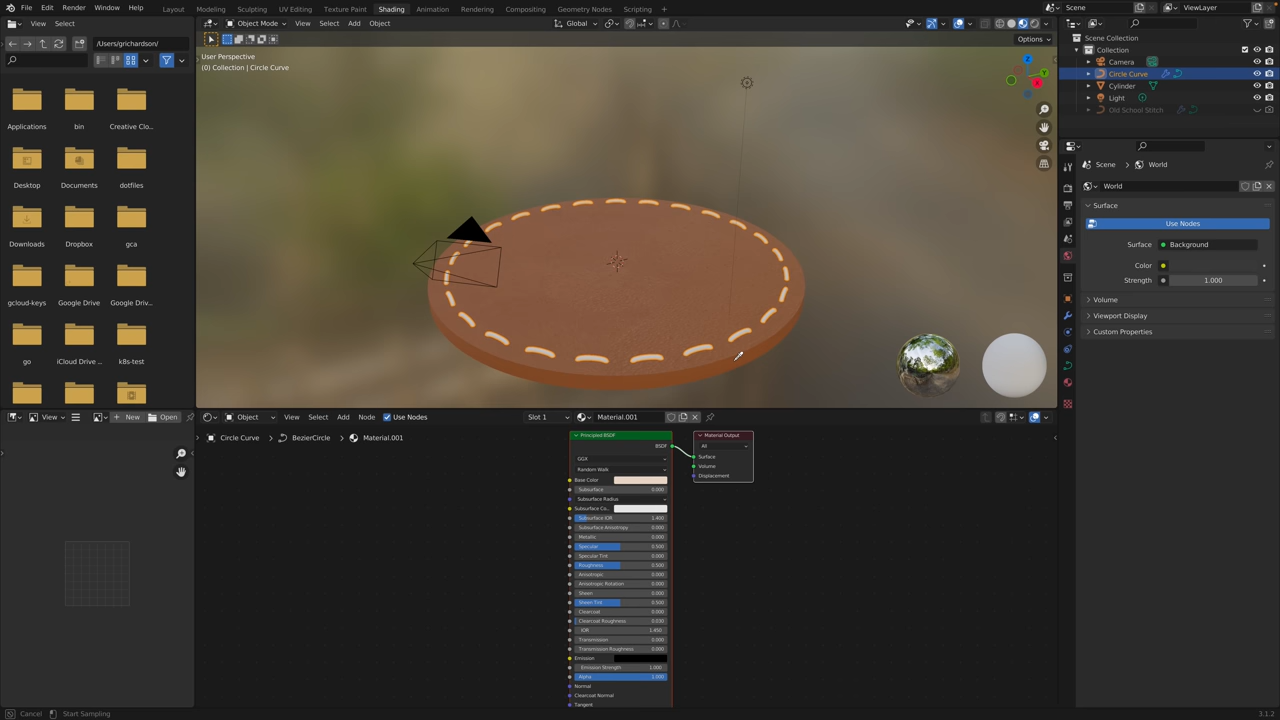 File Edit Render Window Help
Layout Modeling Sculpting UV Editing Texture Paint Shading Animation Rendering Compositing Geometry Nodes Scripting
Scene ViewLayer
View Select
Object Mode View Select Add Object Global
/Users/grichardson/
Options
User Perspective
(0) Collection | Circle Curve
Z Y X
Applications bin Creative Clo...
Desktop Documents dotfiles
Downloads Dropbox gca
gcloud-keys Google Drive Google Driv...
go iCloud Drive ... k8s-test
Scene Collection
Collection
Camera
Circle Curve
Cylinder
Light
Old School Stitch
Scene World
World
Surface
Use Nodes
Surface Background
Color
Strength 1.000
Volume
Viewport Display
Custom Properties
View New Open
Object View Select Add Node Use Nodes Slot 1 Material.001
Circle Curve BezierCircle Material.001
Principled BSDF
BSDF
GGX
Random Walk
Base Color
Subsurface 0.000
Subsurface Radius
Subsurface Co...
Subsurface IOR 1.400
Subsurface Anisotropy 0.000
Metallic 0.000
Specular 0.500
Specular Tint 0.000
Roughness 0.500
Anisotropic 0.000
Anisotropic Rotation 0.000
Sheen 0.000
Sheen Tint 0.500
Clearcoat 0.000
Clearcoat Roughness 0.030
IOR 1.450
Transmission 0.000
Transmission Roughness 0.000
Emission
Emission Strength 1.000
Alpha 1.000
Normal
Clearcoat Normal
Tangent
Material Output
All
Surface
Volume
Displacement
Cancel Start Sampling
3.1.2